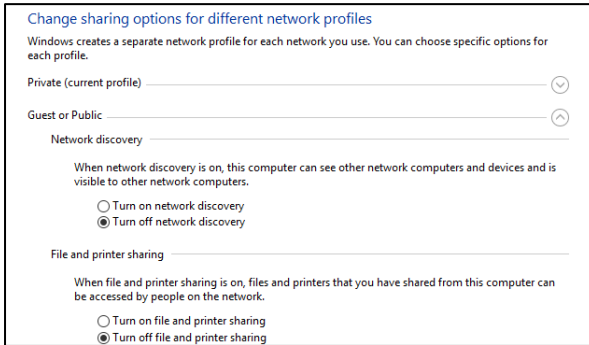 Change sharing options for different network profiles
Windows creates a separate network profile for each network you use. You can choose specific options for
each profile.
Private (current profile)
Guest or Public
Network discovery
When network discovery is on, this computer can see other network computers and devices and is
visible to other network computers.
Turn on network discovery
Turn off network discovery
File and printer sharing
When file and printer sharing is on, files and printers that you have shared from this computer can
be accessed by people on the network.
Turn on file and printer sharing
Turn off file and printer sharing